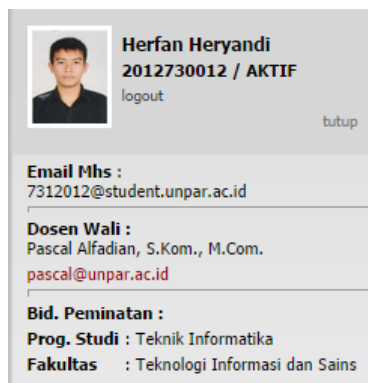 Herfan Heryandi
2012730012 / AKTIF
logout
tutup
Email Mhs :
7312012@student.unpar.ac.id
Dosen Wali :
Pascal Alfadian, S.Kom., M.Com.
pascal@unpar.ac.id
Bid. Peminatan :
Prog. Studi : Teknik Informatika
Fakultas : Teknologi Informasi dan Sains